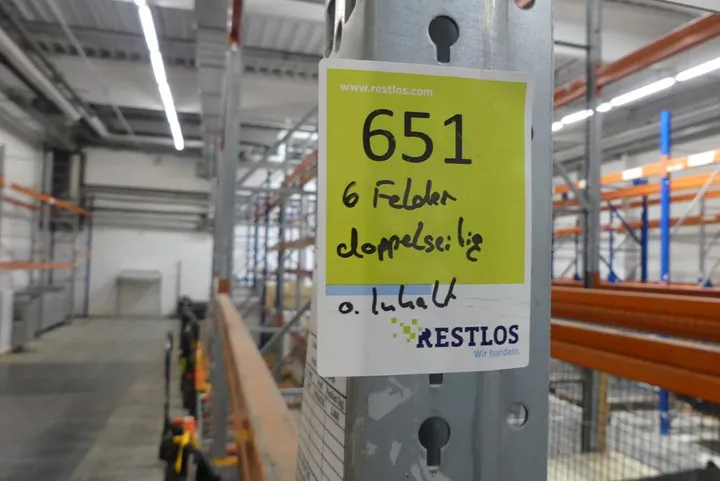 www.restlos.com
651
6 Felder
doppelseitig
o. Inhalt
RESTLOS
Wir handeln.